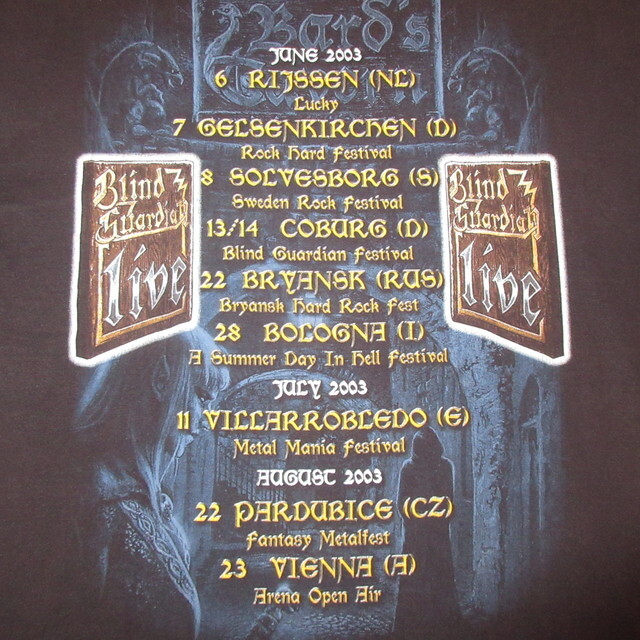 Bard's
JUNE 2003
6 RIJSSEN (NL)
Lucky
7 GELSENKIRCHEN (D)
Rock Hard Festival
8 SOLVESBORG (S)
Sweden Rock Festival
13./14 COBURG (D)
Blind Guardian Festival
22 BRYANSK (RUS)
Bryansk Hard Rock Fest
28 BOLOGNA (I)
A Summer Day In Hell Festival
JULY 2003
11 VILLARROBLEDO (E)
Metal Mania Festival
AUGUST 2003
22 PARDUBICE (CZ)
Fantasy Metalfest
23 VIENNA (A)
Arena Open Air
Blind
Guardian
live
Blind
Guardian
live